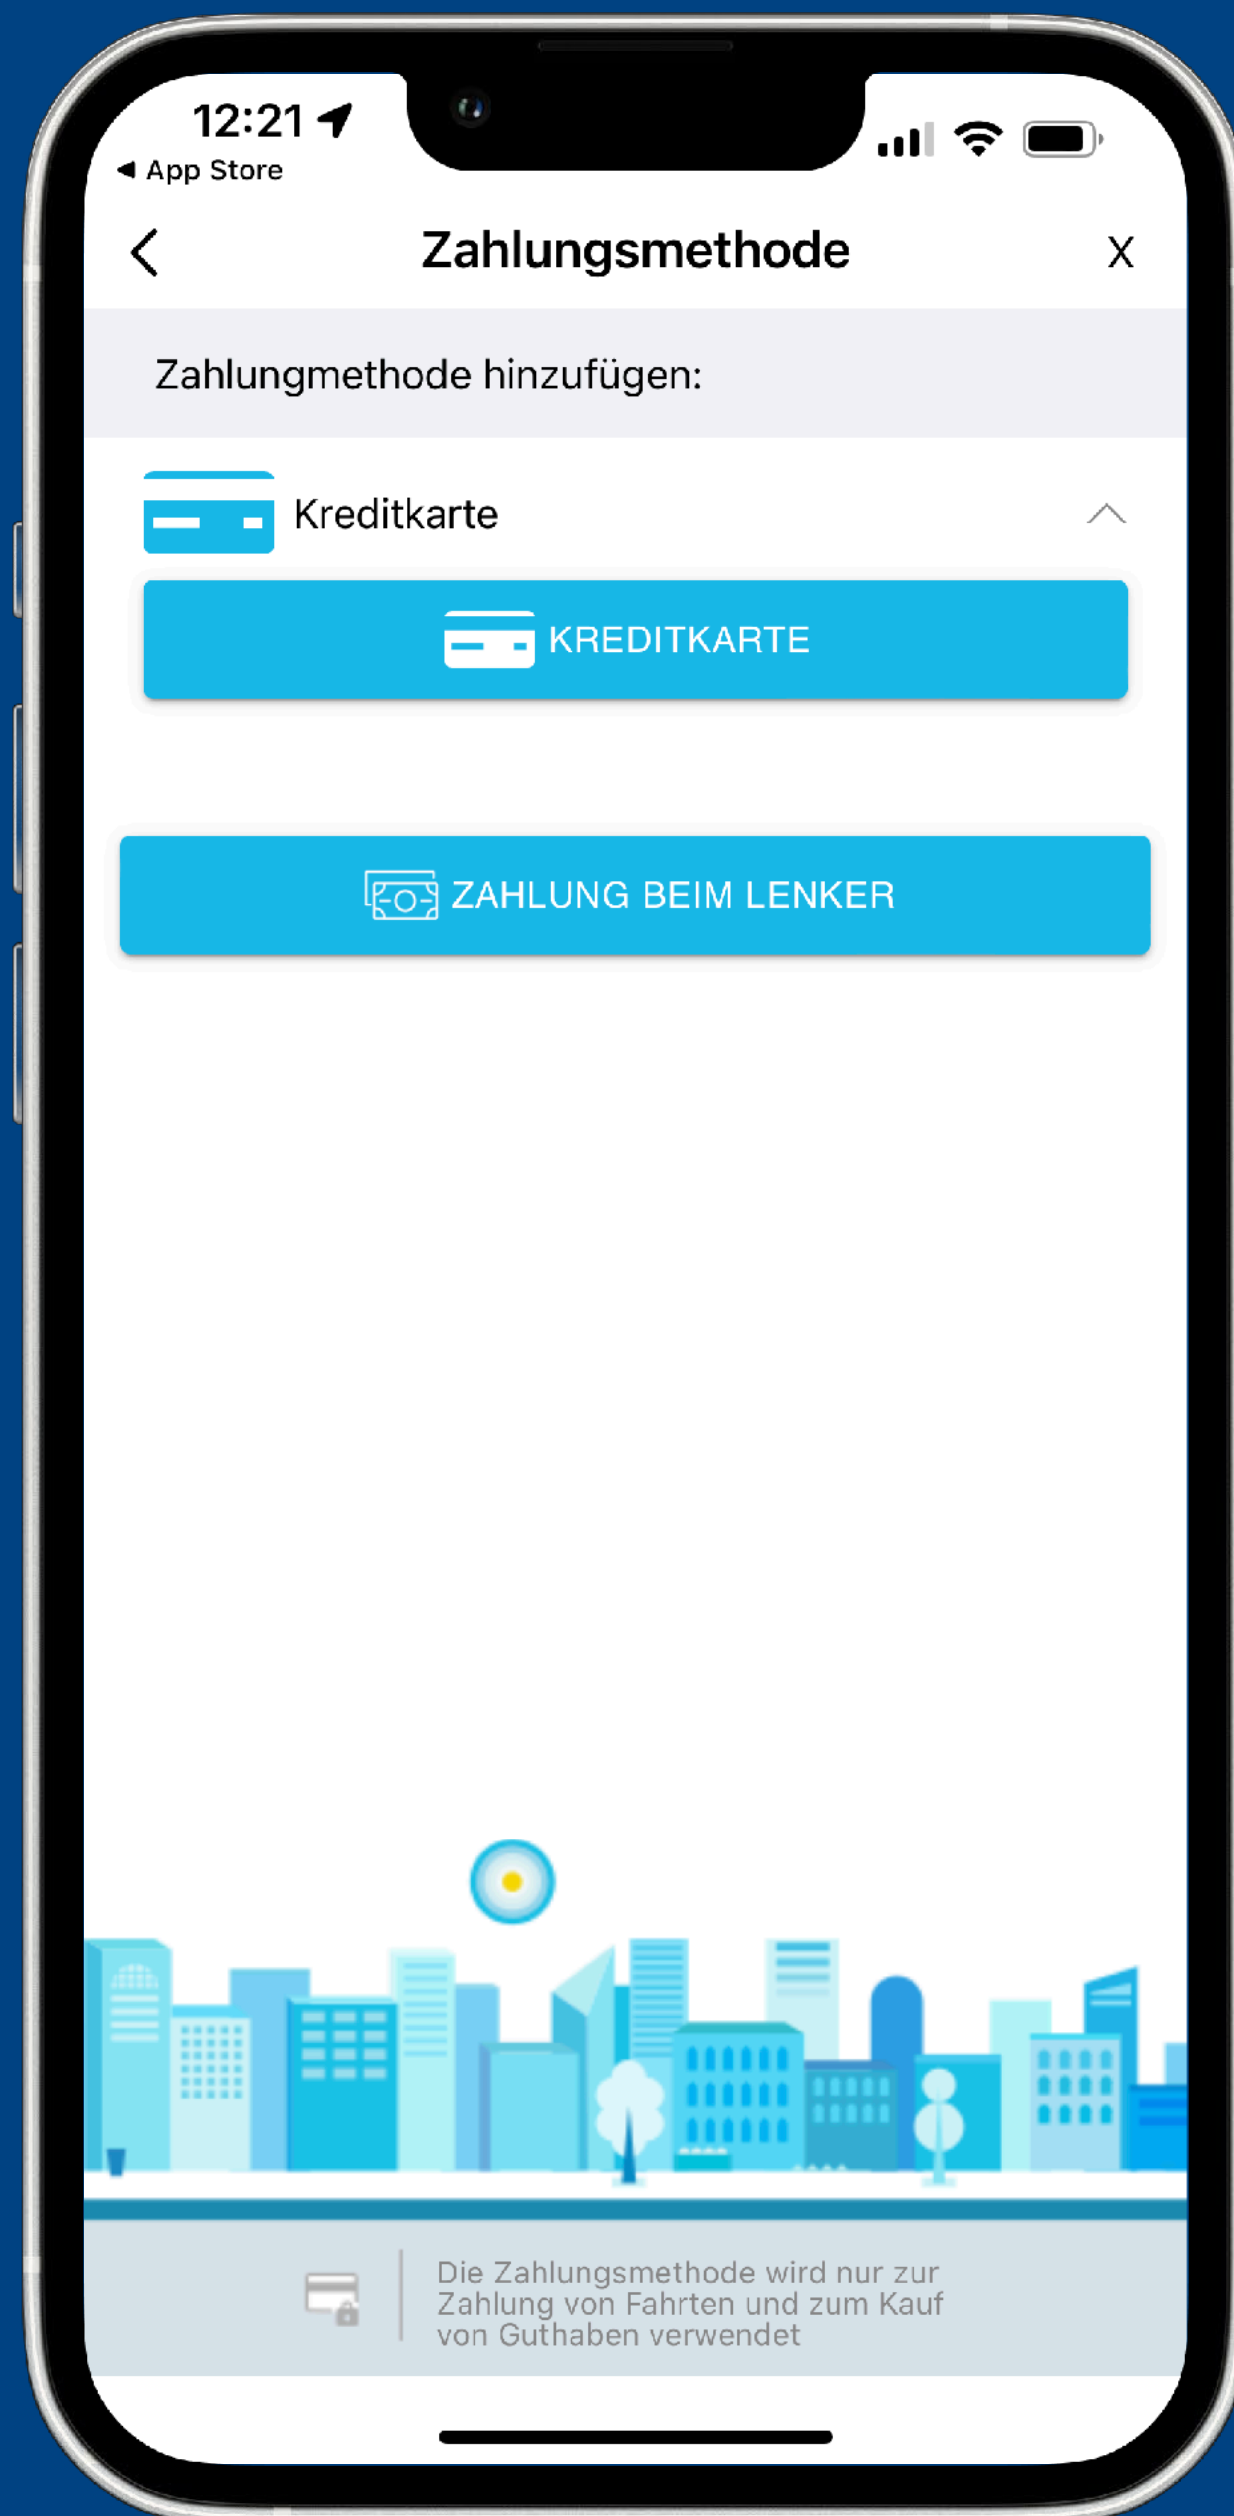 12:21
◀ App Store
Zahlungsmethode
X
Zahlungmethode hinzufügen:
Kreditkarte
KREDITKARTE
ZAHLUNG BEIM LENKER
Die Zahlungsmethode wird nur zur
Zahlung von Fahrten und zum Kauf
von Guthaben verwendet